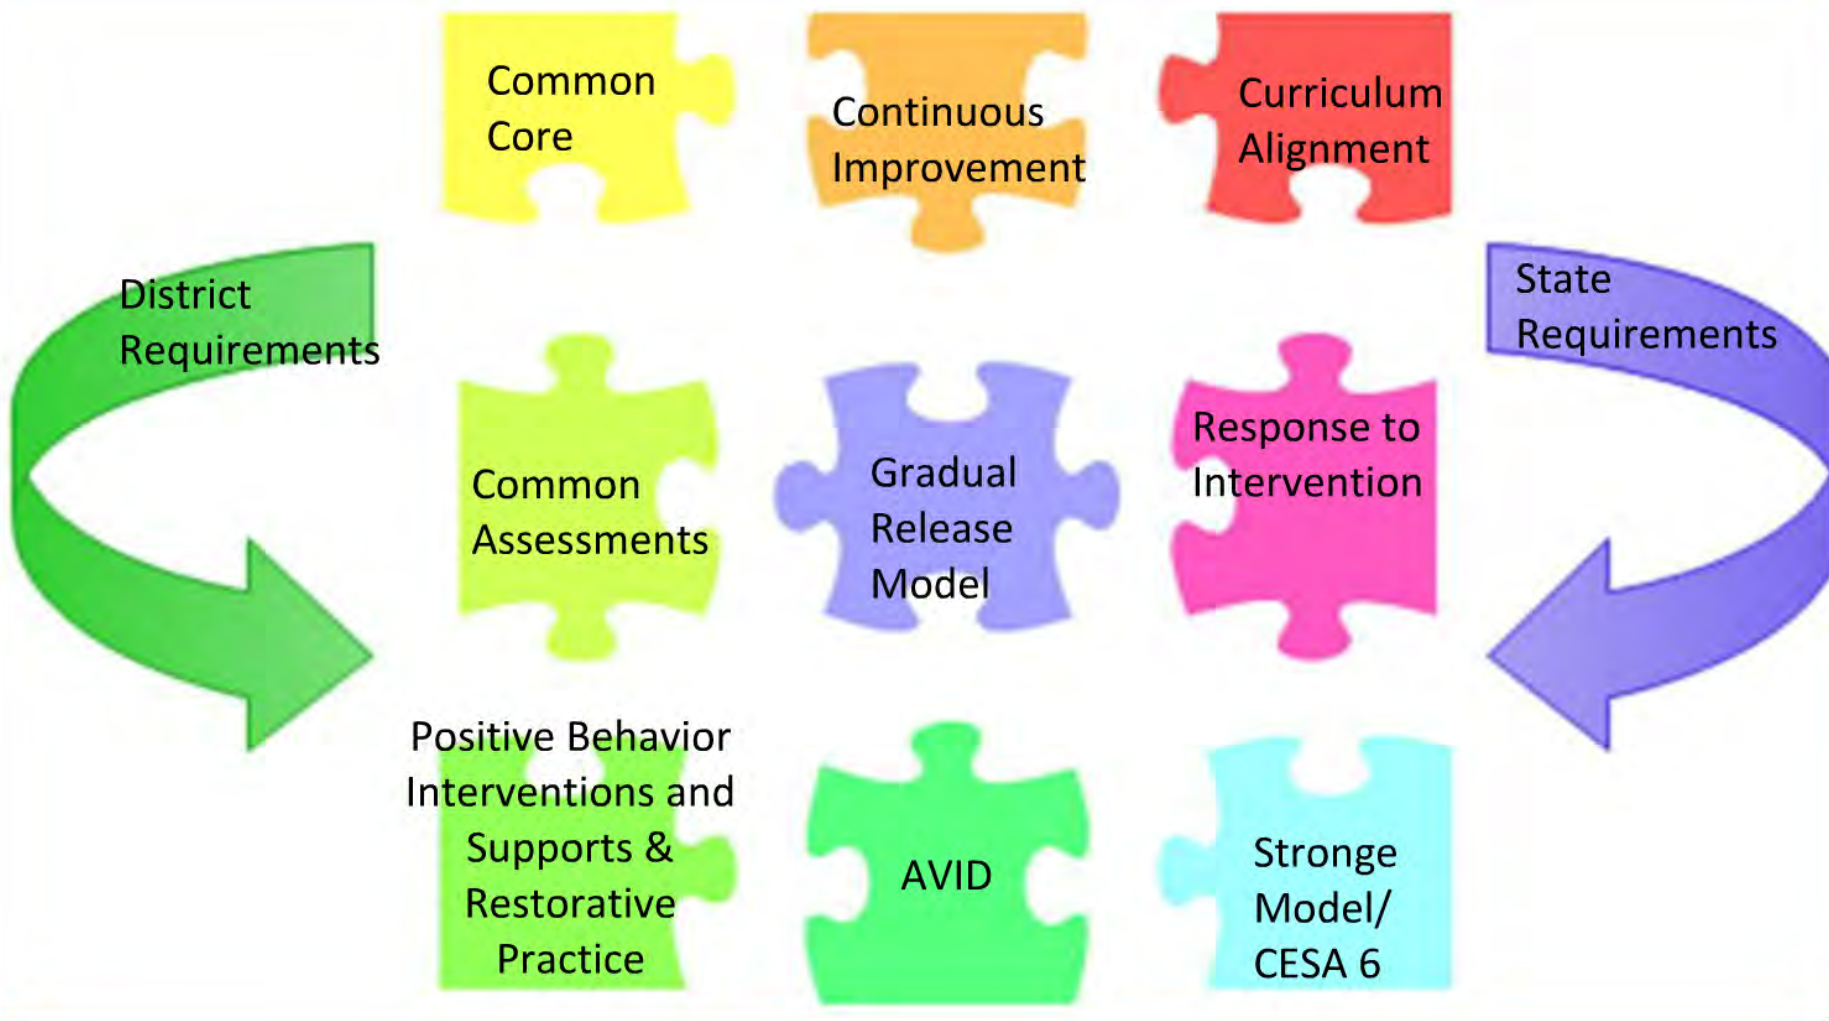 Common
Core
Continuous
Improvement
Curriculum
Alignment
District
Requirements
State
Requirements
Common
Assessments
Gradual
Release
Model
Response to
Intervention
Positive Behavior
Interventions and
Supports &
Restorative
Practice
AVID
Stronge
Model/
CESA 6